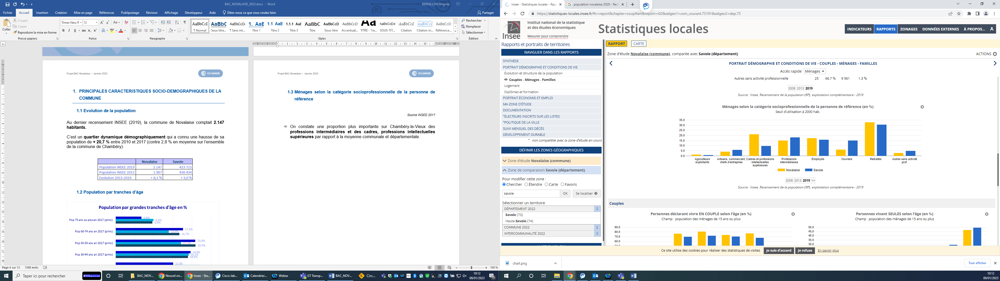 BAC_NOVALAISE_2023.docx - Word
BERNILLON Virginie
Fichier Accueil Insertion Création Mise en page Références Publipostage Révision Affichage Développeur Aide Dites-nous ce que vous voulez faire Partager
Coller
Couper
Copier
Reproduire la mise en forme
Presse-papiers
Times New R 12
Police
Paragraphe
AaBbCcI AaBbC AaBbCcDc 1. AaE 1.1 AaE 1.1.1 AaE AaBbC AaBbCcD AaBbCcD Aa AaBbCcDd AaBbCcL AaBbCcL AaBbCcD
¶ Normal Sous titre... ¶ Sans int... Titre 1 Titre 2 Titre 3 Titre Sous-titre Accentuat... TITRE - 1re... SOUS-TIT... Citation Citation in... Référence...
Styles
Rechercher
Remplacer
Sélectionner
Édition
Projet BAC Novalaise – Janvier 2023
CCI SAVOIE
1. PRINCIPALES CARACTERISTIQUES SOCIO-DEMOGRAPHIQUES DE LA
COMMUNE
1.1 Evolution de la population
Au dernier recensement INSEE (2019), la commune de Novalaise comptait 2.147
habitants.
C'est un quartier dynamique démographiquement qui a connu une hausse de sa
population de + 20,7 % entre 2010 et 2017 (contre 2,8 % en moyenne sur l'ensemble
de la commune de Chambéry).
Novalaise Savoie
Population INSEE 2019 2 147 423 715
Population INSEE 2013 1 987 436 434
Evolution 2013-2019 + 8,1 % + 3,0 %
1.2 Population par tranches d'âge
Population par grandes tranches d'âge en %
Pop 75 ans ou plus en 2017 (princ) 6,8% 9,9% 9,6%
Pop 60-74 ans en 2017 (princ) 17,6% 13,9% 16,7%
Pop 45-59 ans en 2017 (princ) 20,8% 17,1% 20,9%
Pop 30-44 ans en 2017 (princ) 19,6% 19,1% 18,9%
15,0%
Projet BAC Novalaise – Janvier 2023
CCI SAVOIE
1.3 Ménages selon la catégorie socioprofessionnelle de la personne de
référence
Source INSEE 2017
⇨ On constate une proportion plus importante sur Chambéry-le-Vieux des
professions intermédiaires et des cadres, professions intellectuelles
supérieures par rapport à la moyenne communale et départementale.
Page 4 sur 13 1598 mots
100 %
Insee - Statistiques locales - Rap
population novalaise 2020 - Rec
https://statistiques-locales.insee.fr/#c=report&chapter=couplfam&report=r02&selgeo1=com_courant.73191&selgeo2=dep.73
Insee
Institut national de la statistique
et des études économiques
Mesurer pour comprendre
Statistiques locales
INDICATEURS RAPPORTS ZONAGES DONNÉES EXTERNES À PROPOS...
Rapports et portraits de territoires
NAVIGUER DANS LES RAPPORTS
SYNTHÈSE
PORTRAIT DÉMOGRAPHIE ET CONDITIONS DE VIE
Évolution et structure de la population
Couples - Ménages - Familles
Logement
Diplômes et formation
PORTRAIT ÉCONOMIE ET EMPLOI
MA ZONE D'ÉTUDE
DOCUMENTATION
*ÉLECTEURS INSCRITS SUR LES LISTES
*POLITIQUE DE LA VILLE
SUIVI MENSUEL DES DÉCÈS
DÉVELOPPEMENT DURABLE
* : non compatible avec la zone d'étude en cours
DÉFINIR LES ZONES GÉOGRAPHIQUES
Zone d'étude Novalaise (commune)
Zone de comparaison Savoie (département)
Pour modifier cette zone :
Chercher Étendre Carte Favoris
savoie OK Se localiser
Sélectionner un territoire
DÉPARTEMENT 2022 2
Savoie (73)
Haute-Savoie (74)
COMMUNE 2022 2
INTERCOMMUNALITÉ 2022 2
RAPPORT CARTE
Zone d'étude Novalaise (commune), comparée avec Savoie (département)
ACTIONS
PORTRAIT DÉMOGRAPHIE ET CONDITIONS DE VIE - COUPLES - MÉNAGES - FAMILLES
Accès rapide Ménages
Autres sans activité professionnelle 25 66,7 % 9 561 1,3 %
2008 2013 2019
Source : Insee, Recensement de la population (RP), exploitation complémentaire - 2019
Ménages selon la catégorie socioprofessionnelle de la personne de référence (en %)
Seuil d'utilisation à 2000 hab.
35.0
30.0
25.0
20.0
15.0
10.0
5.0
0.0
Agriculteurs exploitants
Artisans, commercant, chefs d'entreprise
Cadres et professions intellectuelles supérieures
Professions intermédiaires
Employés
Ouvriers
Retraités
Autres sans activité prof.
Novalaise Savoie
2008 2013 2019 >>
Source : Insee, Recensement de la population (RP), exploitation complémentaire - 2019
Couples
Personnes déclarant vivre EN COUPLE selon l'âge (en %)
Champ : population des ménages de 15 ans ou plus
90.0
80.0
70.0
60.0
Personnes vivant SEULES selon l'âge (en %)
Champ : population des ménages de 15 ans ou plus
50.0
45.0
40.0
35.0
30.0
Ce site utilise des cookies pour réaliser des statistiques de visites. Je suis d'accord Je refuse En savoir plus
chart.png
Tout afficher
Taper ici pour rechercher
BAC_NOV... Nouvel on... Insee - Sta... Cisco Jab... Calendrier... Webex GT Transp... BAC_NOV... Circ...
10:12
09/01/2023
15
10:12
09/01/2023